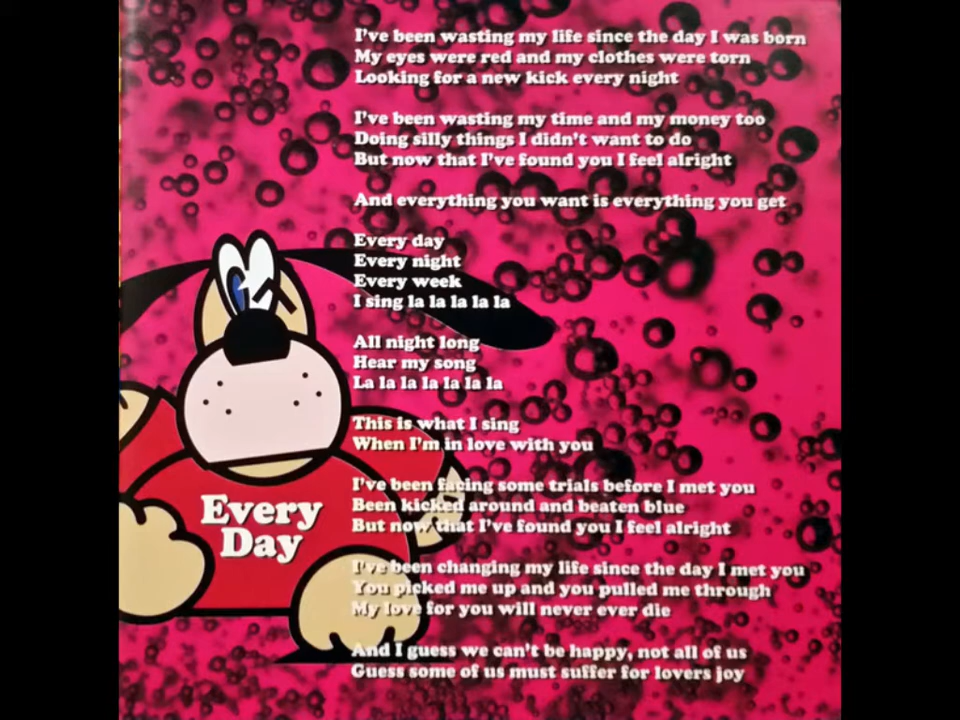 I've been wasting my life since the day I was born
My eyes were red and my clothes were torn
Looking for a new kick every night
I've been wasting my time and my money too
Doing silly things I didn't want to do
But now that I've found you I feel alright
And everything you want is everything you get
Every day
Every night
Every week
I sing la la la la la
All night long
Hear my song
La la la la la la la
This is what I sing
When I'm in love with you
I've been facing some trials before I met you
Been kicked around and beaten blue
But now that I've found you I feel alright
I've been changing my life since the day I met you
You picked me up and you pulled me through
My love for you will never ever die
And I guess we can't be happy, not all of us
Guess some of us must suffer for lovers joy
Every
Day